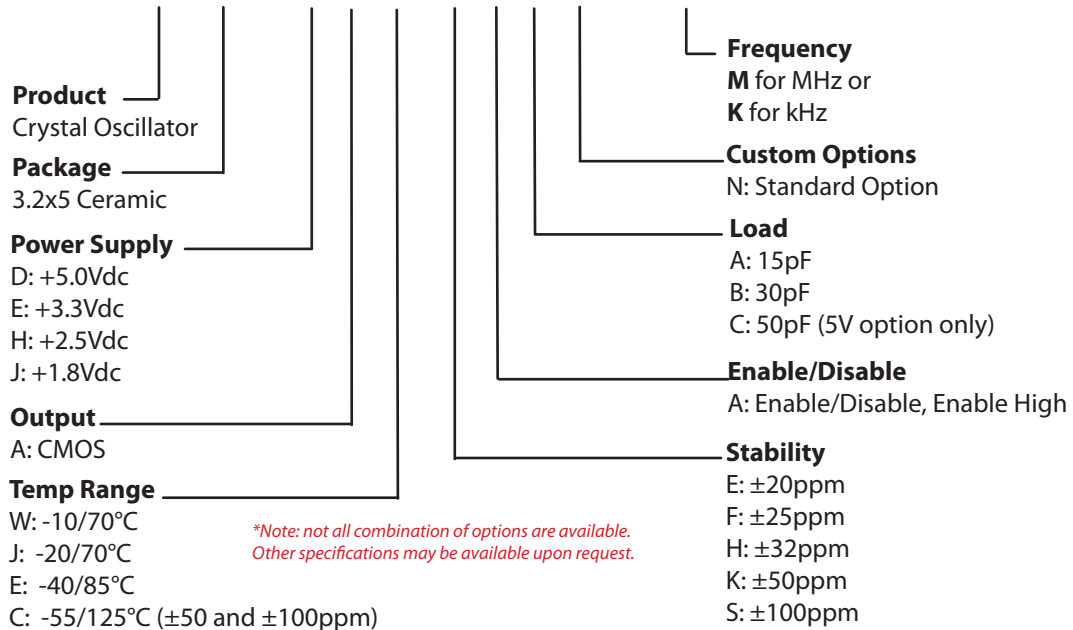 Product
Crystal Oscillator
Package
3.2x5 Ceramic
Power Supply
D: +5.0Vdc
E: +3.3Vdc
H: +2.5Vdc
J: +1.8Vdc
Output
A: CMOS
Temp Range
W: -10/70°C
J: -20/70°C
E: -40/85°C
C: -55/125°C (±50 and ±100ppm)
*Note: not all combination of options are available.
Other specifications may be available upon request.
Frequency
M for MHz or
K for kHz
Custom Options
N: Standard Option
Load
A: 15pF
B: 30pF
C: 50pF (5V option only)
Enable/Disable
A: Enable/Disable, Enable High
Stability
E: ±20ppm
F: ±25ppm
H: ±32ppm
K: ±50ppm
S: ±100ppm